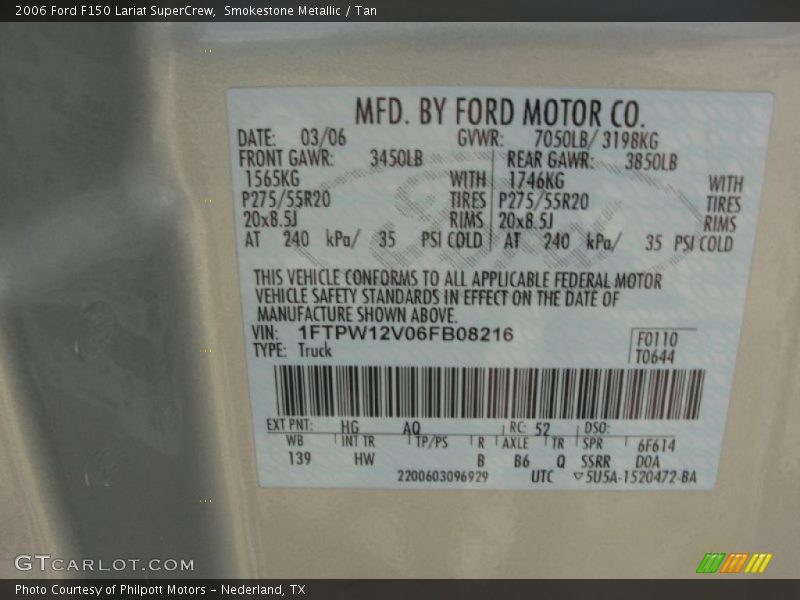 2006 Ford F150 Lariat SuperCrew,  Smokestone Metallic / Tan
MFD. BY FORD MOTOR CO.
DATE: 03/06 GVWR: 7050LB/ 3198KG
FRONT GAWR: 3450LB REAR GAWR: 3850LB
1565KG WITH 1746KG WITH
P275/55R20 TIRES P275/55R20 TIRES
20x8.5J RIMS 20x8.5J RIMS
AT 240 kPa/ 35 PSI COLD AT 240 kPa/ 35 PSI COLD
THIS VEHICLE CONFORMS TO ALL APPLICABLE FEDERAL MOTOR
VEHICLE SAFETY STANDARDS IN EFFECT ON THE DATE OF
MANUFACTURE SHOWN ABOVE.
VIN: 1FTPW12V06FB08216 F0110
TYPE: Truck T0644
EXT PNT: HG AQ RC: 52 DSO:
WB INT TR TP/PS R AXLE TR SPR 6F614
139 HW B B6 Q SSRR DOA
2200603096929 UTC ▽5U5A-1520472-BA
GTCARLOT.COM
Photo Courtesy of Philpott Motors - Nederland, TX